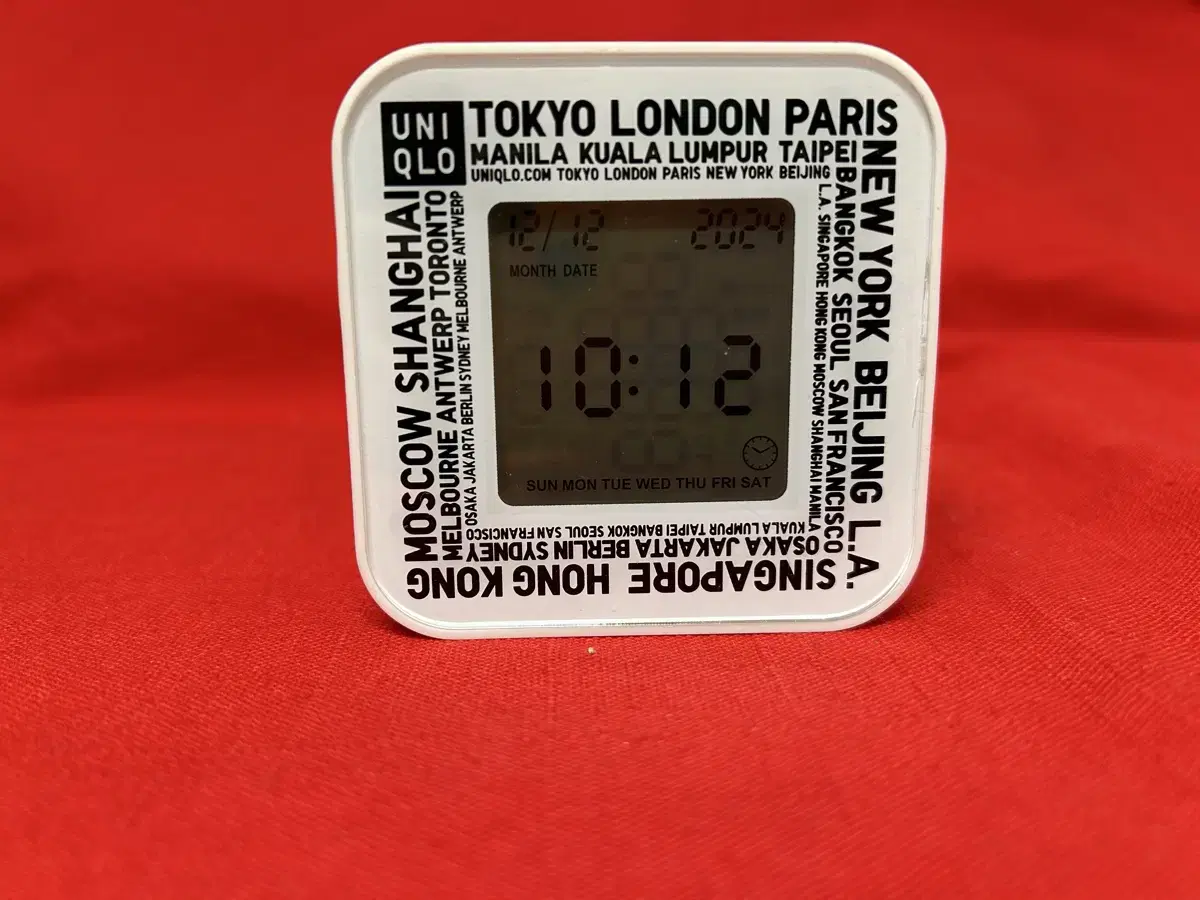 UNI
QLO
TOKYO LONDON PARIS
MANILA KUALA LUMPUR TAIPEI
UNIQLO.COM TOKYO LONDON PARIS NEW YORK BEIJING
NEW YORK BEIJING L.A.
BANGKOK SEOUL SAN FRANCISCO
L.A. SINGAPORE HONG KONG MOSCOW SHANGHAI MANILA
12/12
2024
MONTH DATE
10:12
SUN MON TUE WED THU FRI SAT
KUALA LUMPUR TAIPEI BANGKOK SEOUL SAN FRANCISCO
OSAKA JAKARTA BERLIN SYDNEY
SINGAPORE HONG KONG
MOSCOW SHANGHAI
MELBOURNE ANTWERP TORONTO
OSAKA JAKARTA BERLIN SYDNEY MELBOURNE ANTWERP